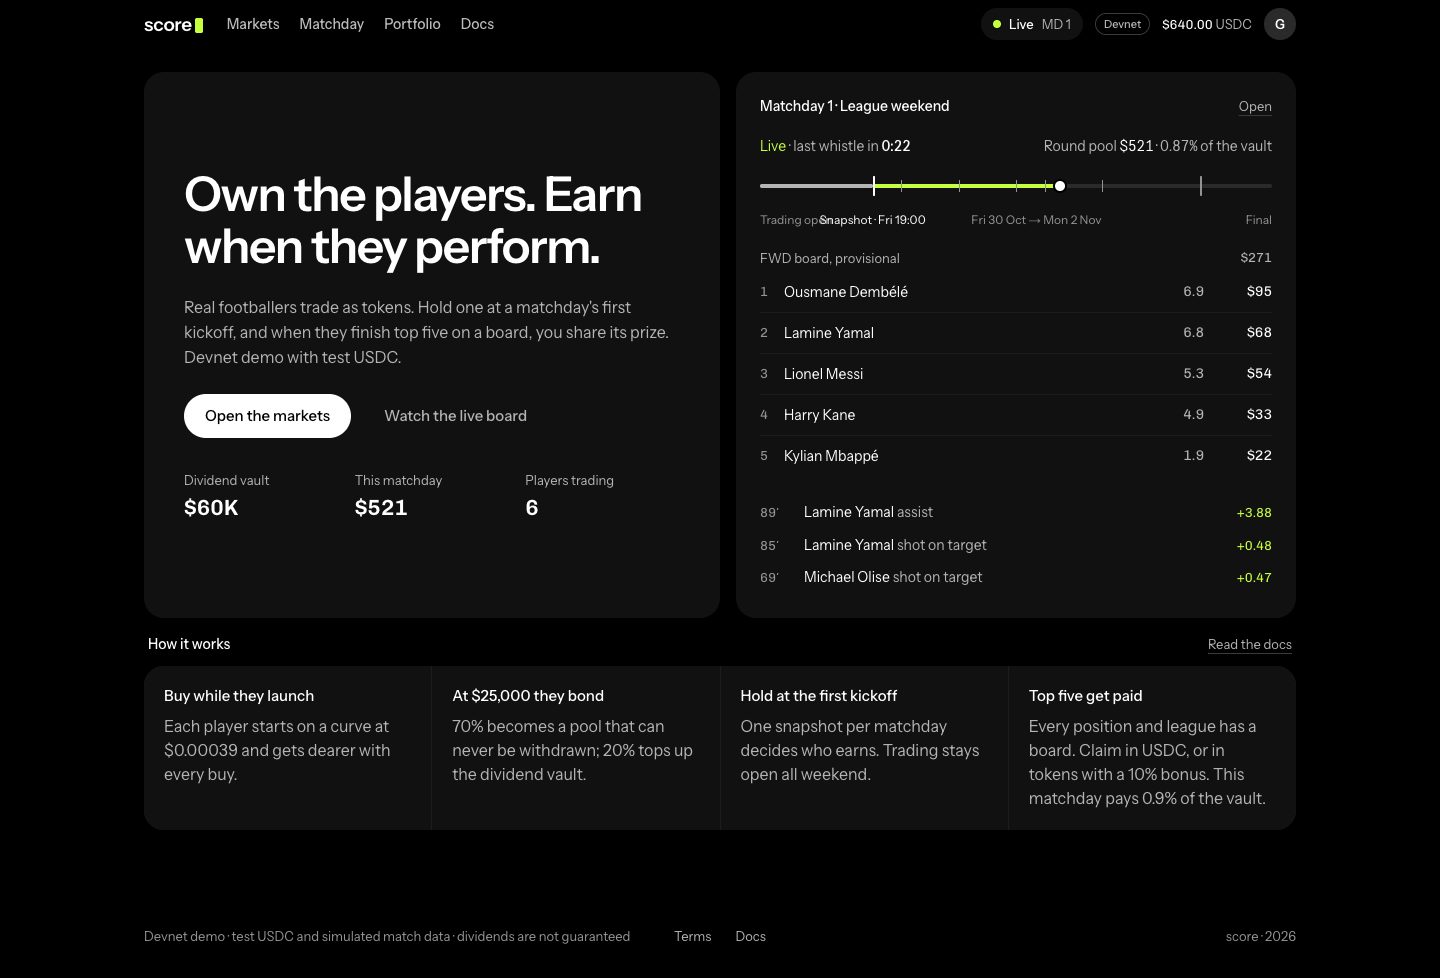 score Markets Matchday Portfolio Docs Live MD 1 Devnet $640.00 USDC G
Own the players. Earn
when they perform.
Real footballers trade as tokens. Hold one at a matchday's first
kickoff, and when they finish top five on a board, you share its prize.
Devnet demo with test USDC.
Open the markets Watch the live board
Dividend vault This matchday Players trading
$60K $521 6
Matchday 1 · League weekend Open
Live · last whistle in 0:22 Round pool $521 · 0.87% of the vault
Trading open Snapshot · Fri 19:00 Fri 30 Oct → Mon 2 Nov Final
FWD board, provisional $271
1 Ousmane Dembélé 6.9 $95
2 Lamine Yamal 6.8 $68
3 Lionel Messi 5.3 $54
4 Harry Kane 4.9 $33
5 Kylian Mbappé 1.9 $22
89′ Lamine Yamal assist +3.88
85′ Lamine Yamal shot on target +0.48
69′ Michael Olise shot on target +0.47
How it works Read the docs
Buy while they launch
Each player starts on a curve at
$0.00039 and gets dearer with
every buy.
At $25,000 they bond
70% becomes a pool that can
never be withdrawn; 20% tops up
the dividend vault.
Hold at the first kickoff
One snapshot per matchday
decides who earns. Trading stays
open all weekend.
Top five get paid
Every position and league has a
board. Claim in USDC, or in
tokens with a 10% bonus. This
matchday pays 0.9% of the vault.
Devnet demo · test USDC and simulated match data · dividends are not guaranteed Terms Docs score · 2026